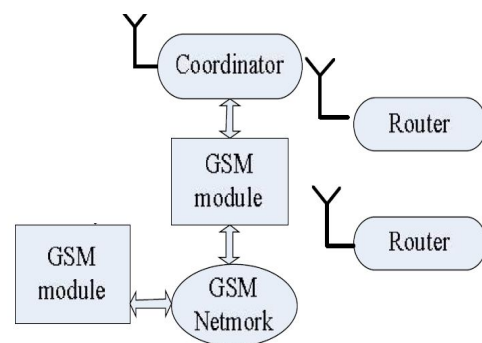 Coordinator
Router
GSM
module
Router
GSM
module
GSM
Netmork